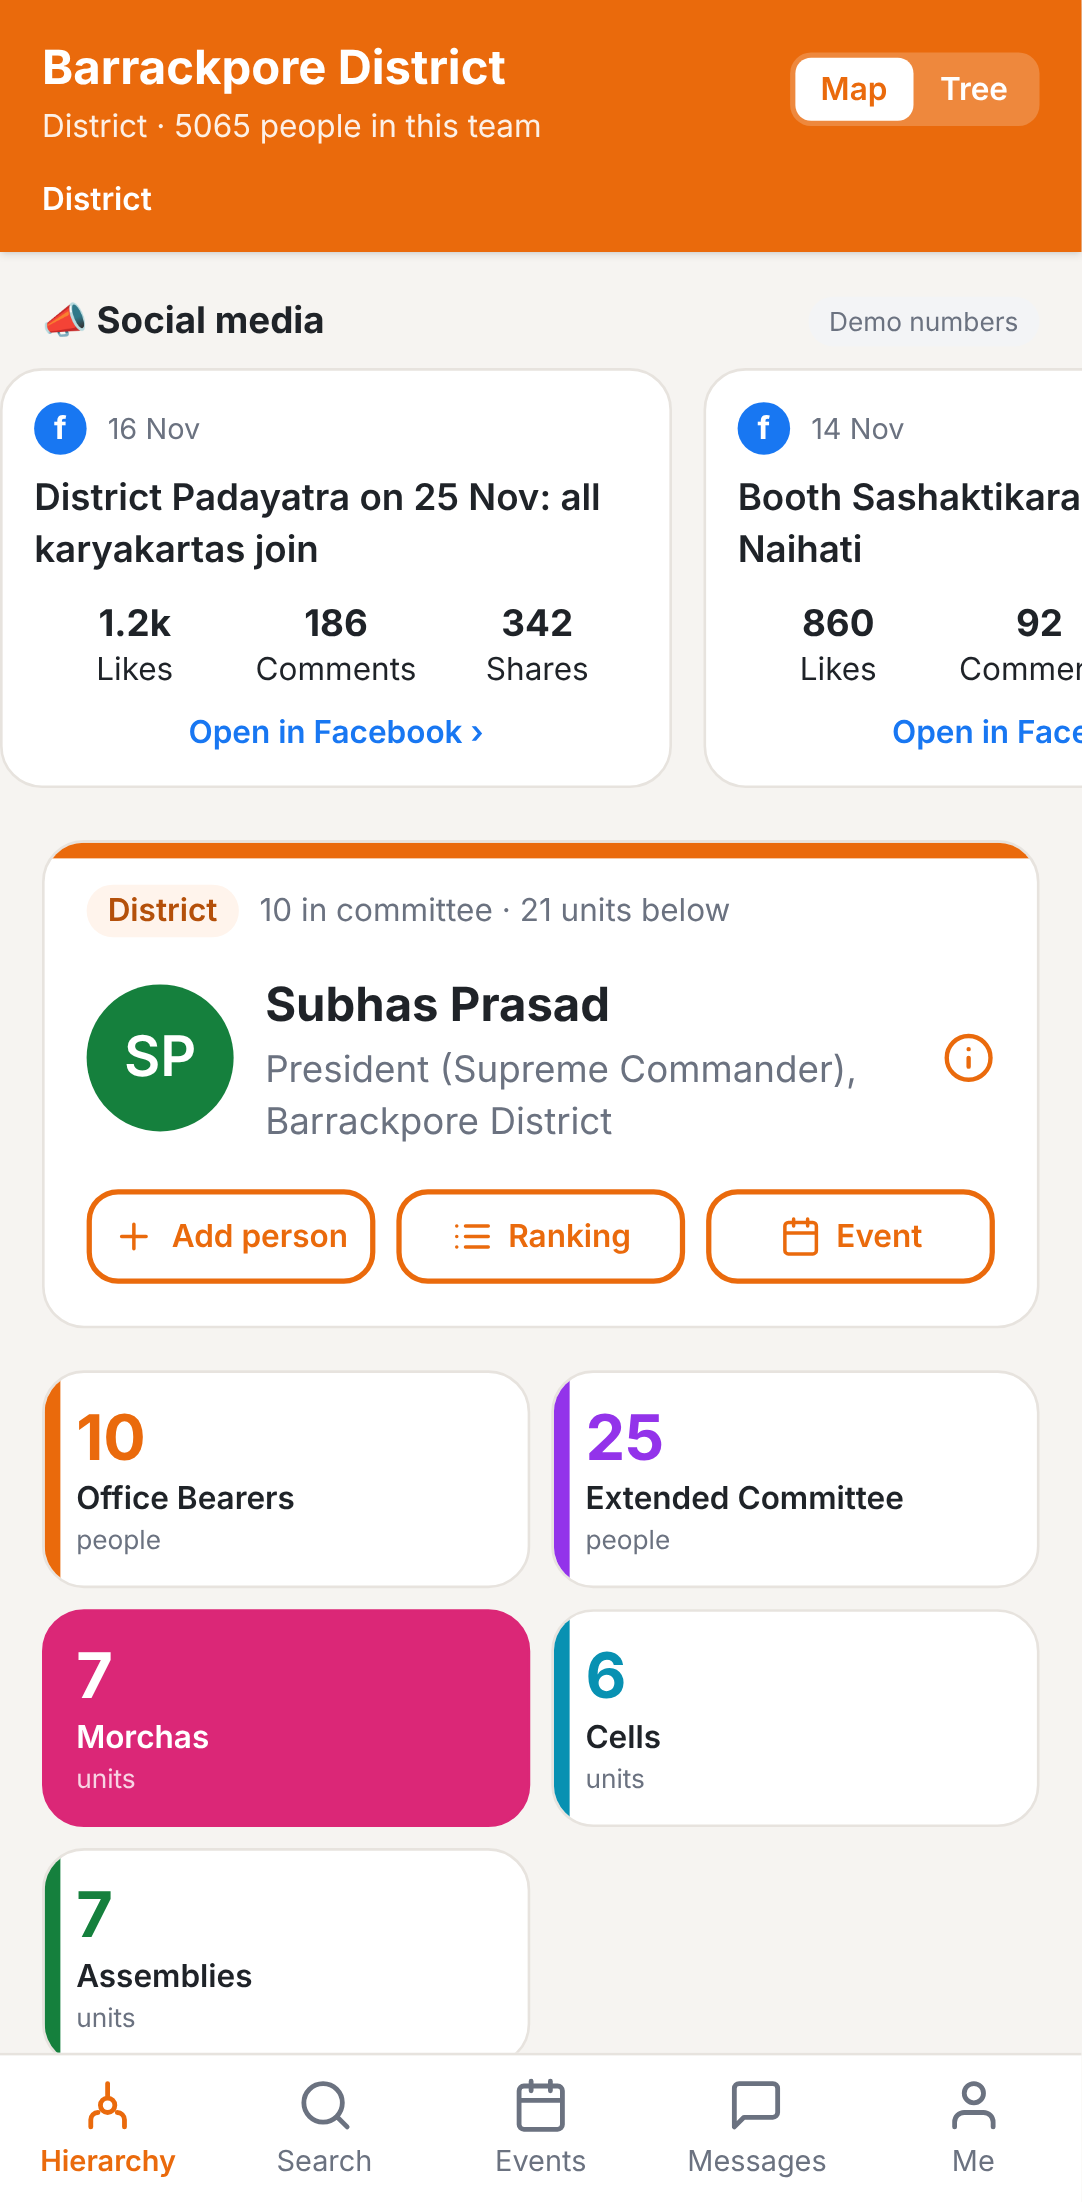 Barrackpore District
District · 5065 people in this team
Map
Tree
District
Social media
Demo numbers
f
16 Nov
District Padayatra on 25 Nov: all
karyakartas join
1.2k
186
342
Likes
Comments
Shares
Open in Facebook ›
f
14 Nov
Booth Sashaktikara
Naihati
860
92
Likes
Commen
Open in Face
District
10 in committee · 21 units below
SP
Subhas Prasad
President (Supreme Commander),
Barrackpore District
Add person
Ranking
Event
10
Office Bearers
people
25
Extended Committee
people
7
Morchas
units
6
Cells
units
7
Assemblies
units
Hierarchy
Search
Events
Messages
Me